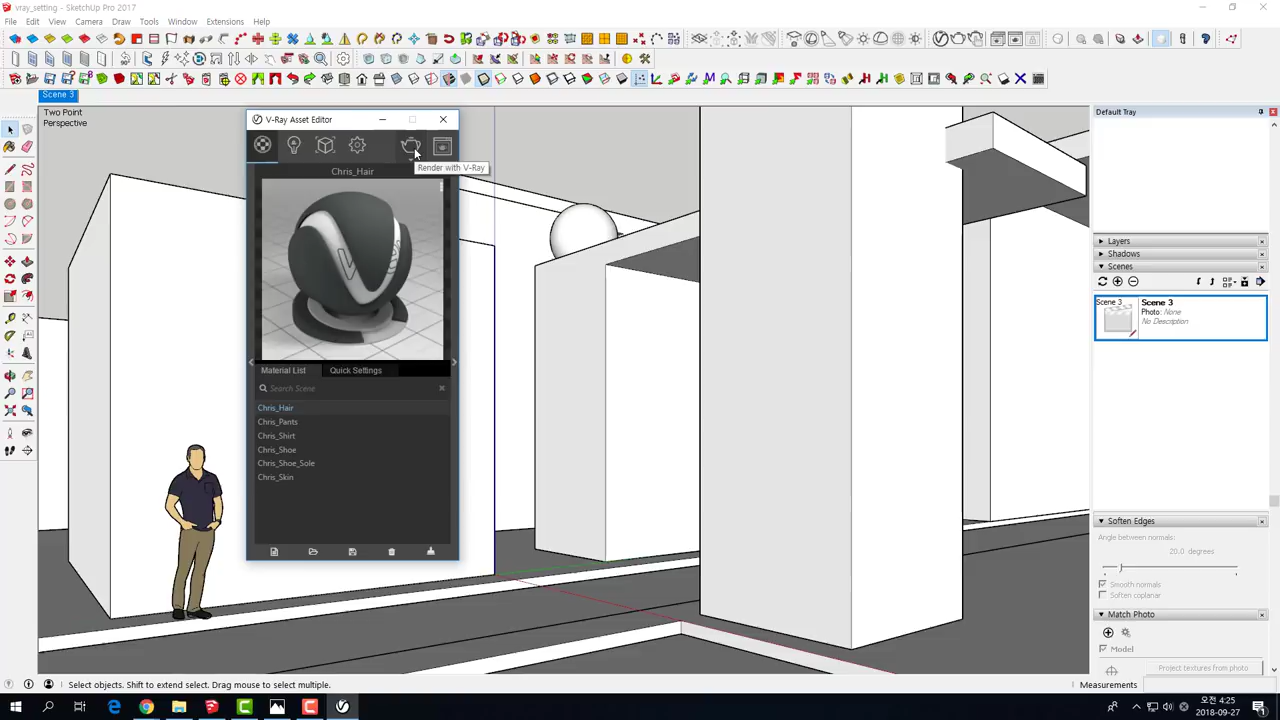 vray_setting - SketchUp Pro 2017
File Edit View Camera Draw Tools Window Extensions Help
Scene 3
Two Point
Perspective
V-Ray Asset Editor
Render with V-Ray
Chris_Hair
Material List Quick Settings
Search Scene
Chris_Hair
Chris_Pants
Chris_Shirt
Chris_Shoe
Chris_Shoe_Sole
Chris_Skin
Default Tray
Layers
Shadows
Scenes
Scene 3
Scene 3
Photo: None
No Description
Soften Edges
Angle between normals:
20.0 degrees
Smooth normals
Soften coplanar
Match Photo
Model
Project textures from photo
Select objects. Shift to extend select. Drag mouse to select multiple.
Measurements
오전 4:25
2018-09-27